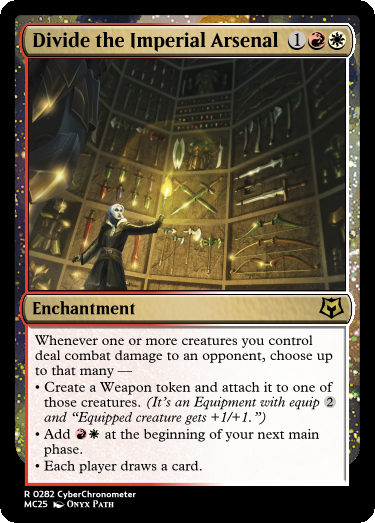 Divide the Imperial Arsenal 1
Enchantment
Whenever one or more creatures you control
deal combat damage to an opponent, choose up
to that many —
• Create a Weapon token and attach it to one of
those creatures. (It's an Equipment with equip 2
and “Equipped creature gets +1/+1.”)
• Add at the beginning of your next main
phase.
• Each player draws a card.
R 0282 CyberChronometer
MC25 Onyx Path